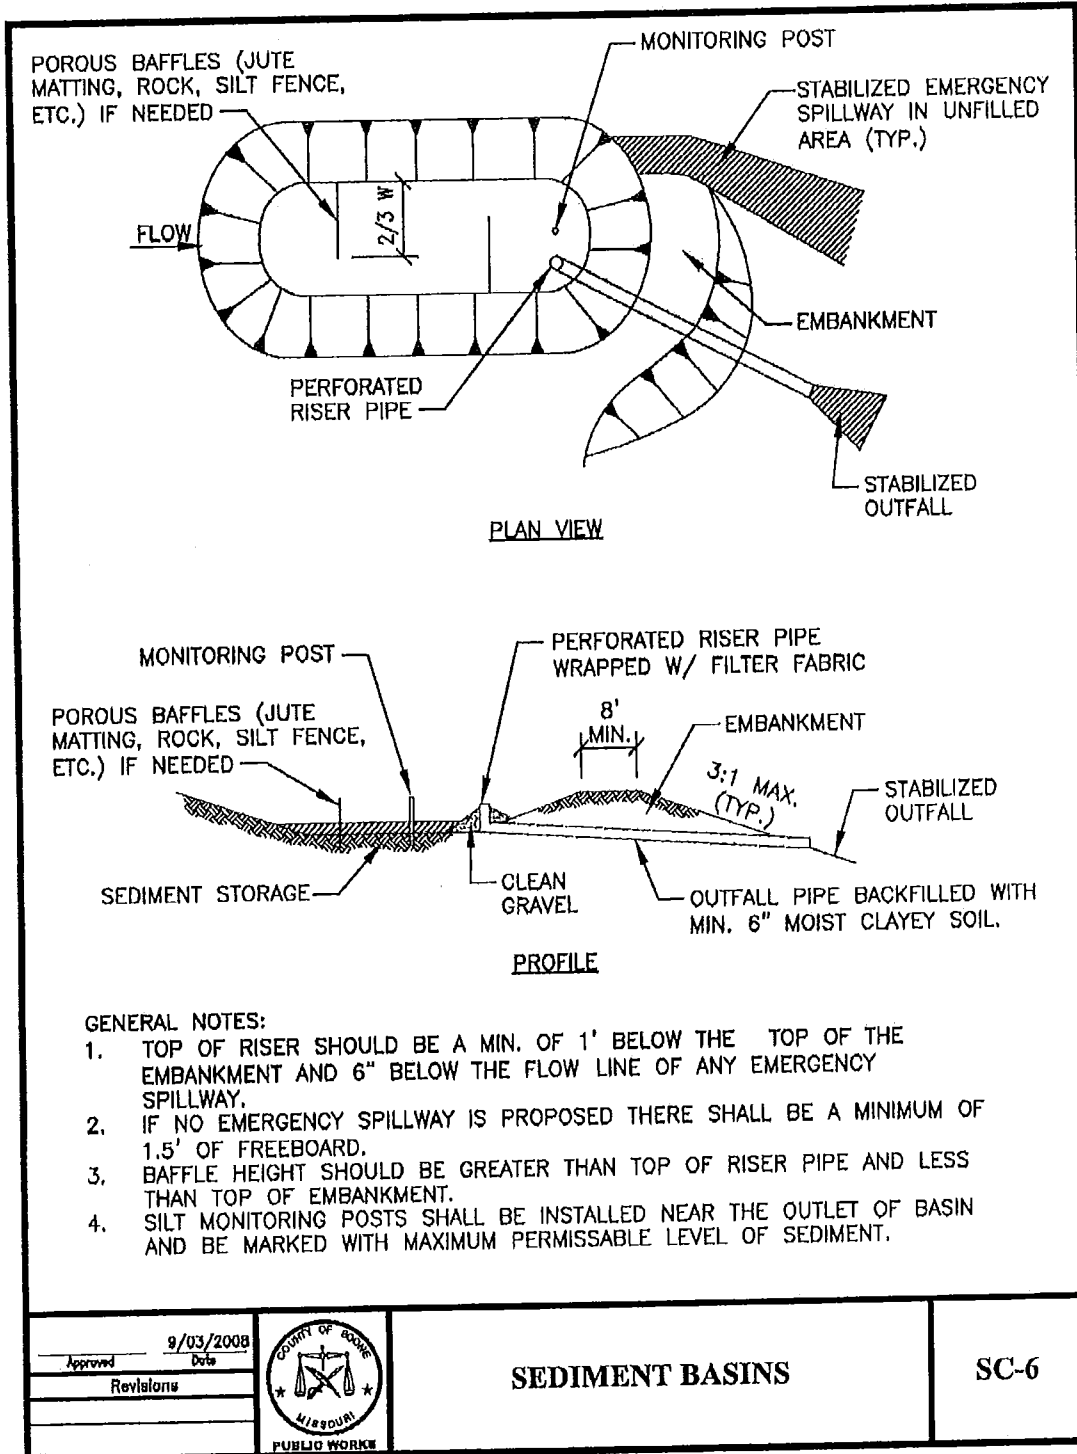 POROUS BAFFLES (JUTE
MATTING, ROCK, SILT FENCE,
ETC.) IF NEEDED
MONITORING POST
STABILIZED EMERGENCY
SPILLWAY IN UNFILLED
AREA (TYP.)
2/3 W
FLOW
EMBANKMENT
PERFORATED
RISER PIPE
STABILIZED
OUTFALL
PLAN VIEW
MONITORING POST
PERFORATED RISER PIPE
WRAPPED W/ FILTER FABRIC
POROUS BAFFLES (JUTE
MATTING, ROCK, SILT FENCE,
ETC.) IF NEEDED
8'
MIN.
EMBANKMENT
3:1 MAX.
(TYP.)
STABILIZED
OUTFALL
SEDIMENT STORAGE
CLEAN
GRAVEL
OUTFALL PIPE BACKFILLED WITH
MIN. 6" MOIST CLAYEY SOIL.
PROFILE
GENERAL NOTES:
1. TOP OF RISER SHOULD BE A MIN. OF 1' BELOW THE TOP OF THE
EMBANKMENT AND 6" BELOW THE FLOW LINE OF ANY EMERGENCY
SPILLWAY.
2. IF NO EMERGENCY SPILLWAY IS PROPOSED THERE SHALL BE A MINIMUM OF
1.5' OF FREEBOARD.
3. BAFFLE HEIGHT SHOULD BE GREATER THAN TOP OF RISER PIPE AND LESS
THAN TOP OF EMBANKMENT.
4. SILT MONITORING POSTS SHALL BE INSTALLED NEAR THE OUTLET OF BASIN
AND BE MARKED WITH MAXIMUM PERMISSABLE LEVEL OF SEDIMENT.
9/03/2008
Approved Date
Revisions
COUNTY OF BOONE
MISSOURI
PUBLIC WORKS
SEDIMENT BASINS
SC-6